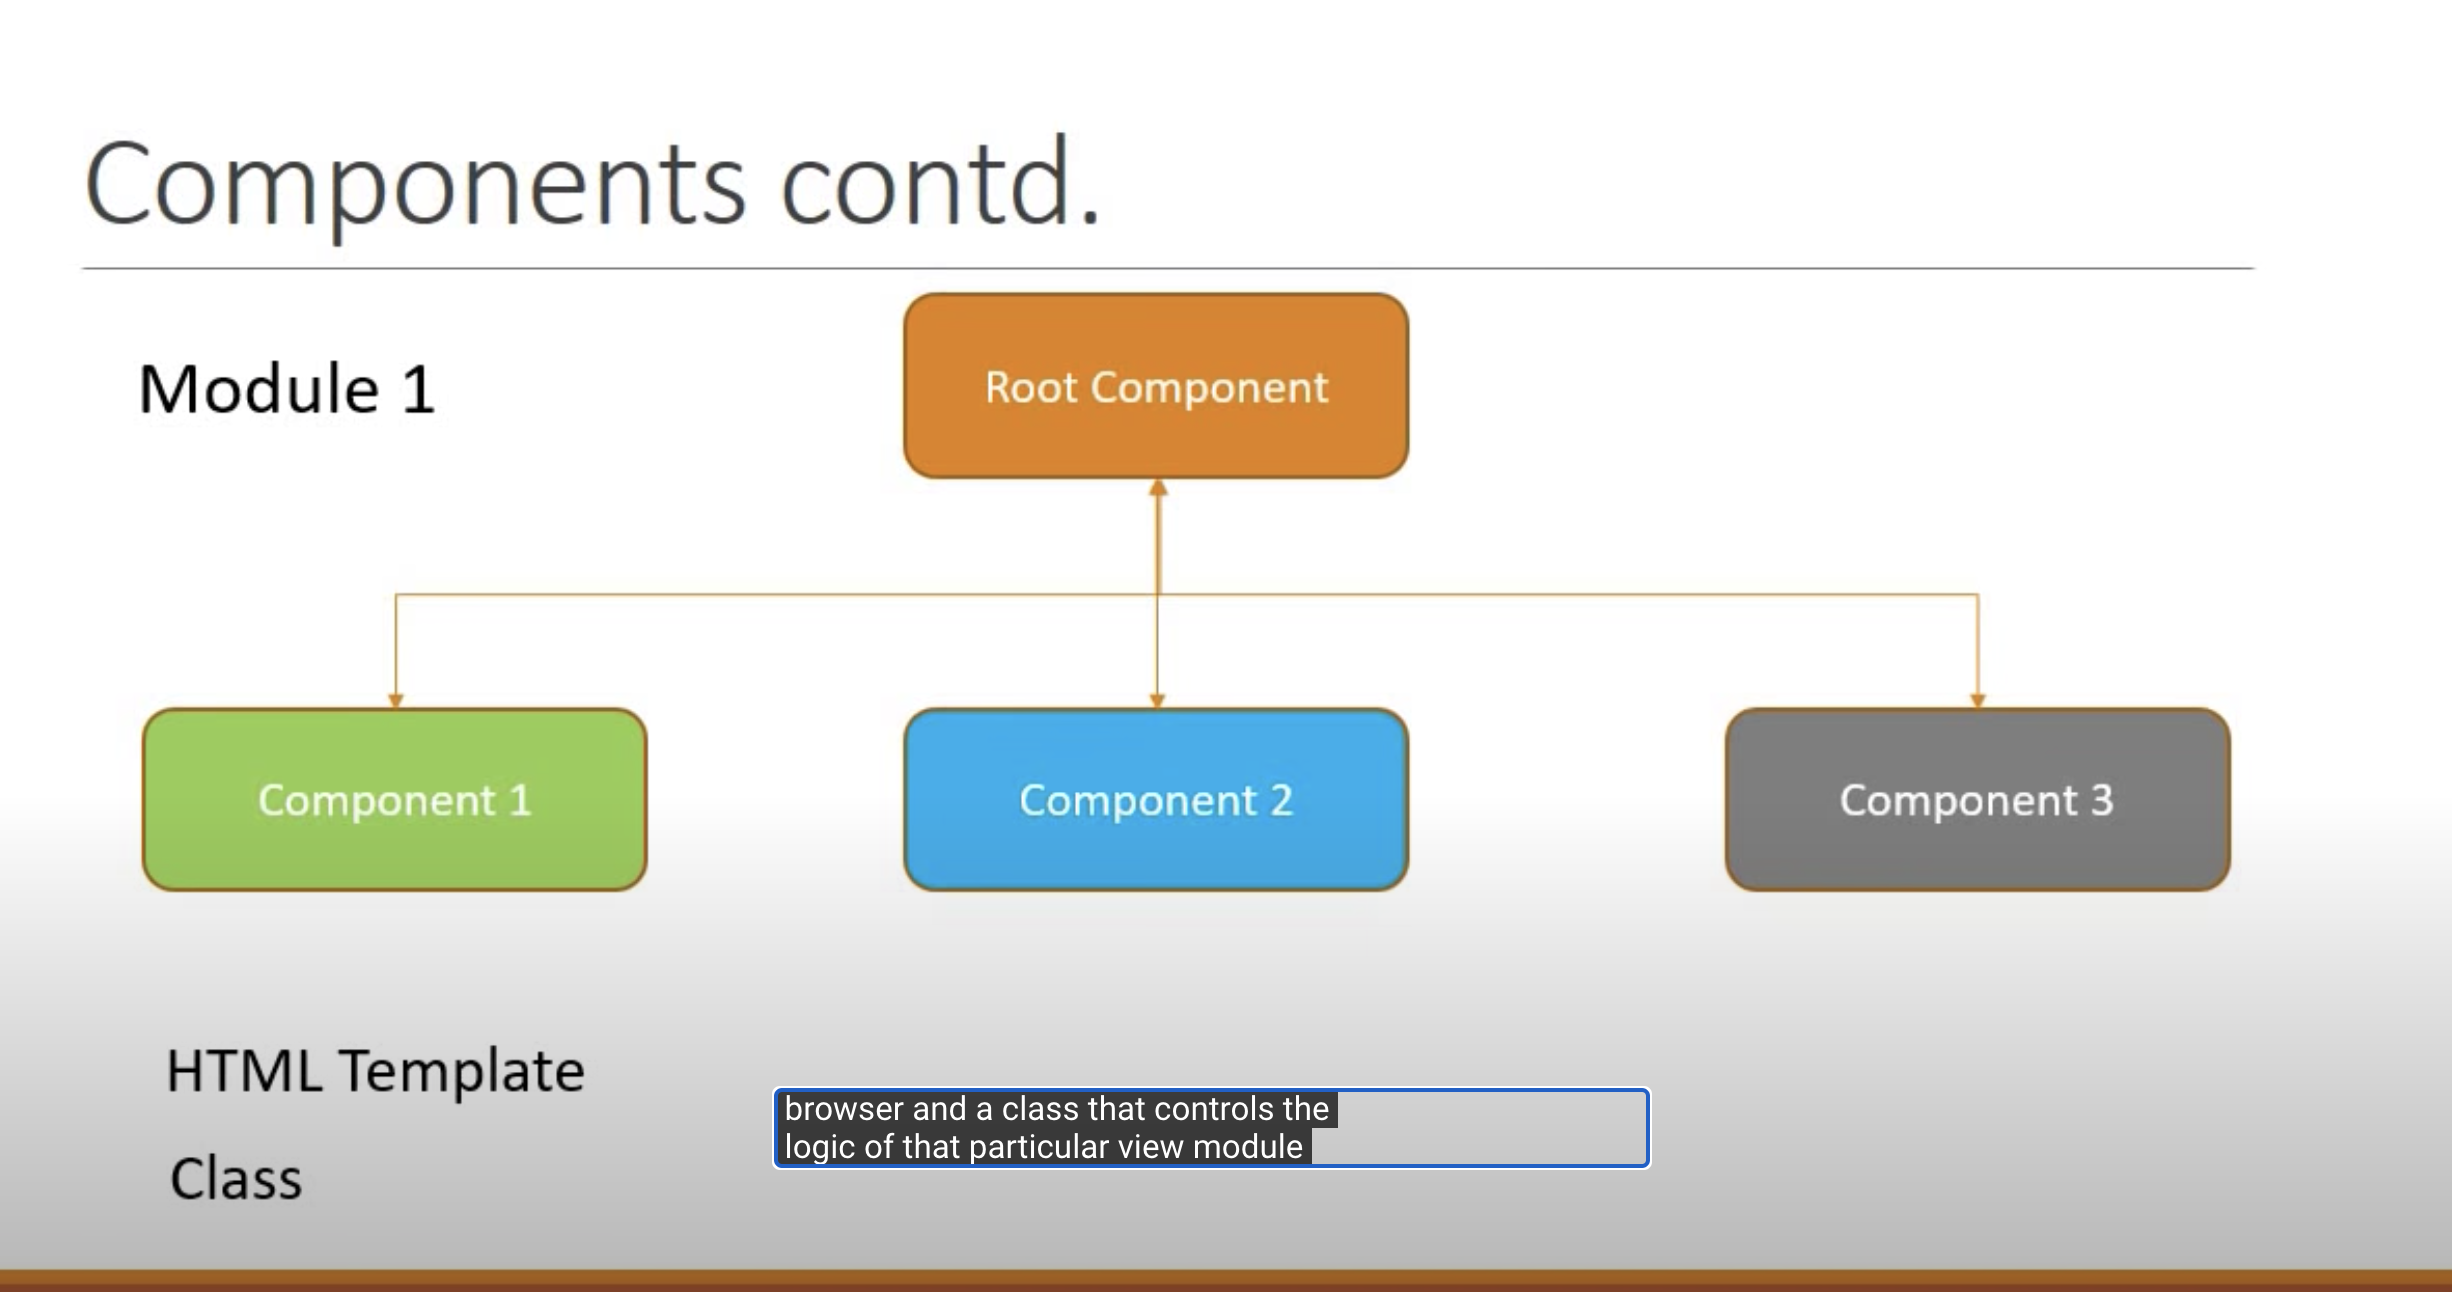 Components contd.
Module 1
Root Component
Component 1
Component 2
Component 3
HTML Template
Class
browser and a class that controls the
logic of that particular view module